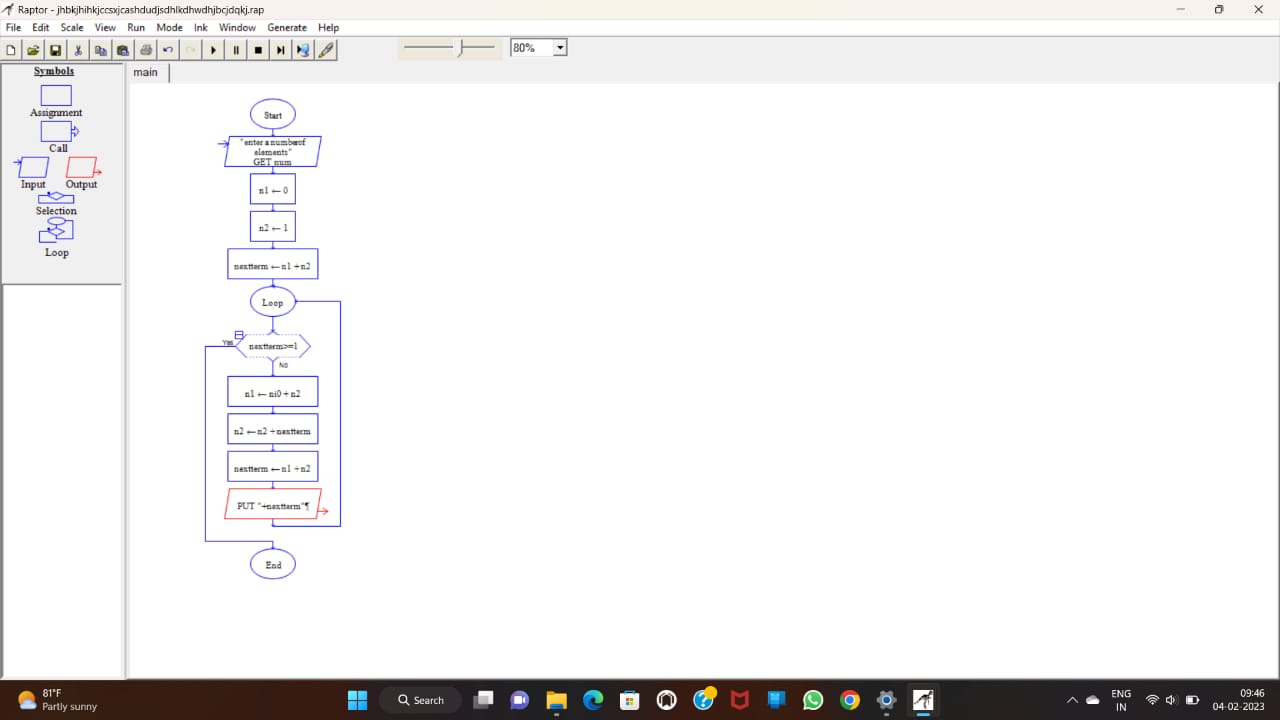 Raptor - jhbkjhihkjccsxjcashdudjsdhlkdhwdhjbcjdqkj.rap
File Edit Scale View Run Mode Ink Window Generate Help
80%
Symbols
main
Assignment
Call
Input Output
Selection
Loop
Start
"enter a numberof
elements"
GET num
n1 ← 0
n2 ← 1
nextterm ← n1 + n2
Loop
Yes
nextterm>=1
No
n1 ← ni0 + n2
n2 ← n2 + nextterm
nextterm ← n1 + n2
PUT "+nextterm"¶
End
81°F
Partly sunny
Search
ENG
IN
09:46
04-02-2023